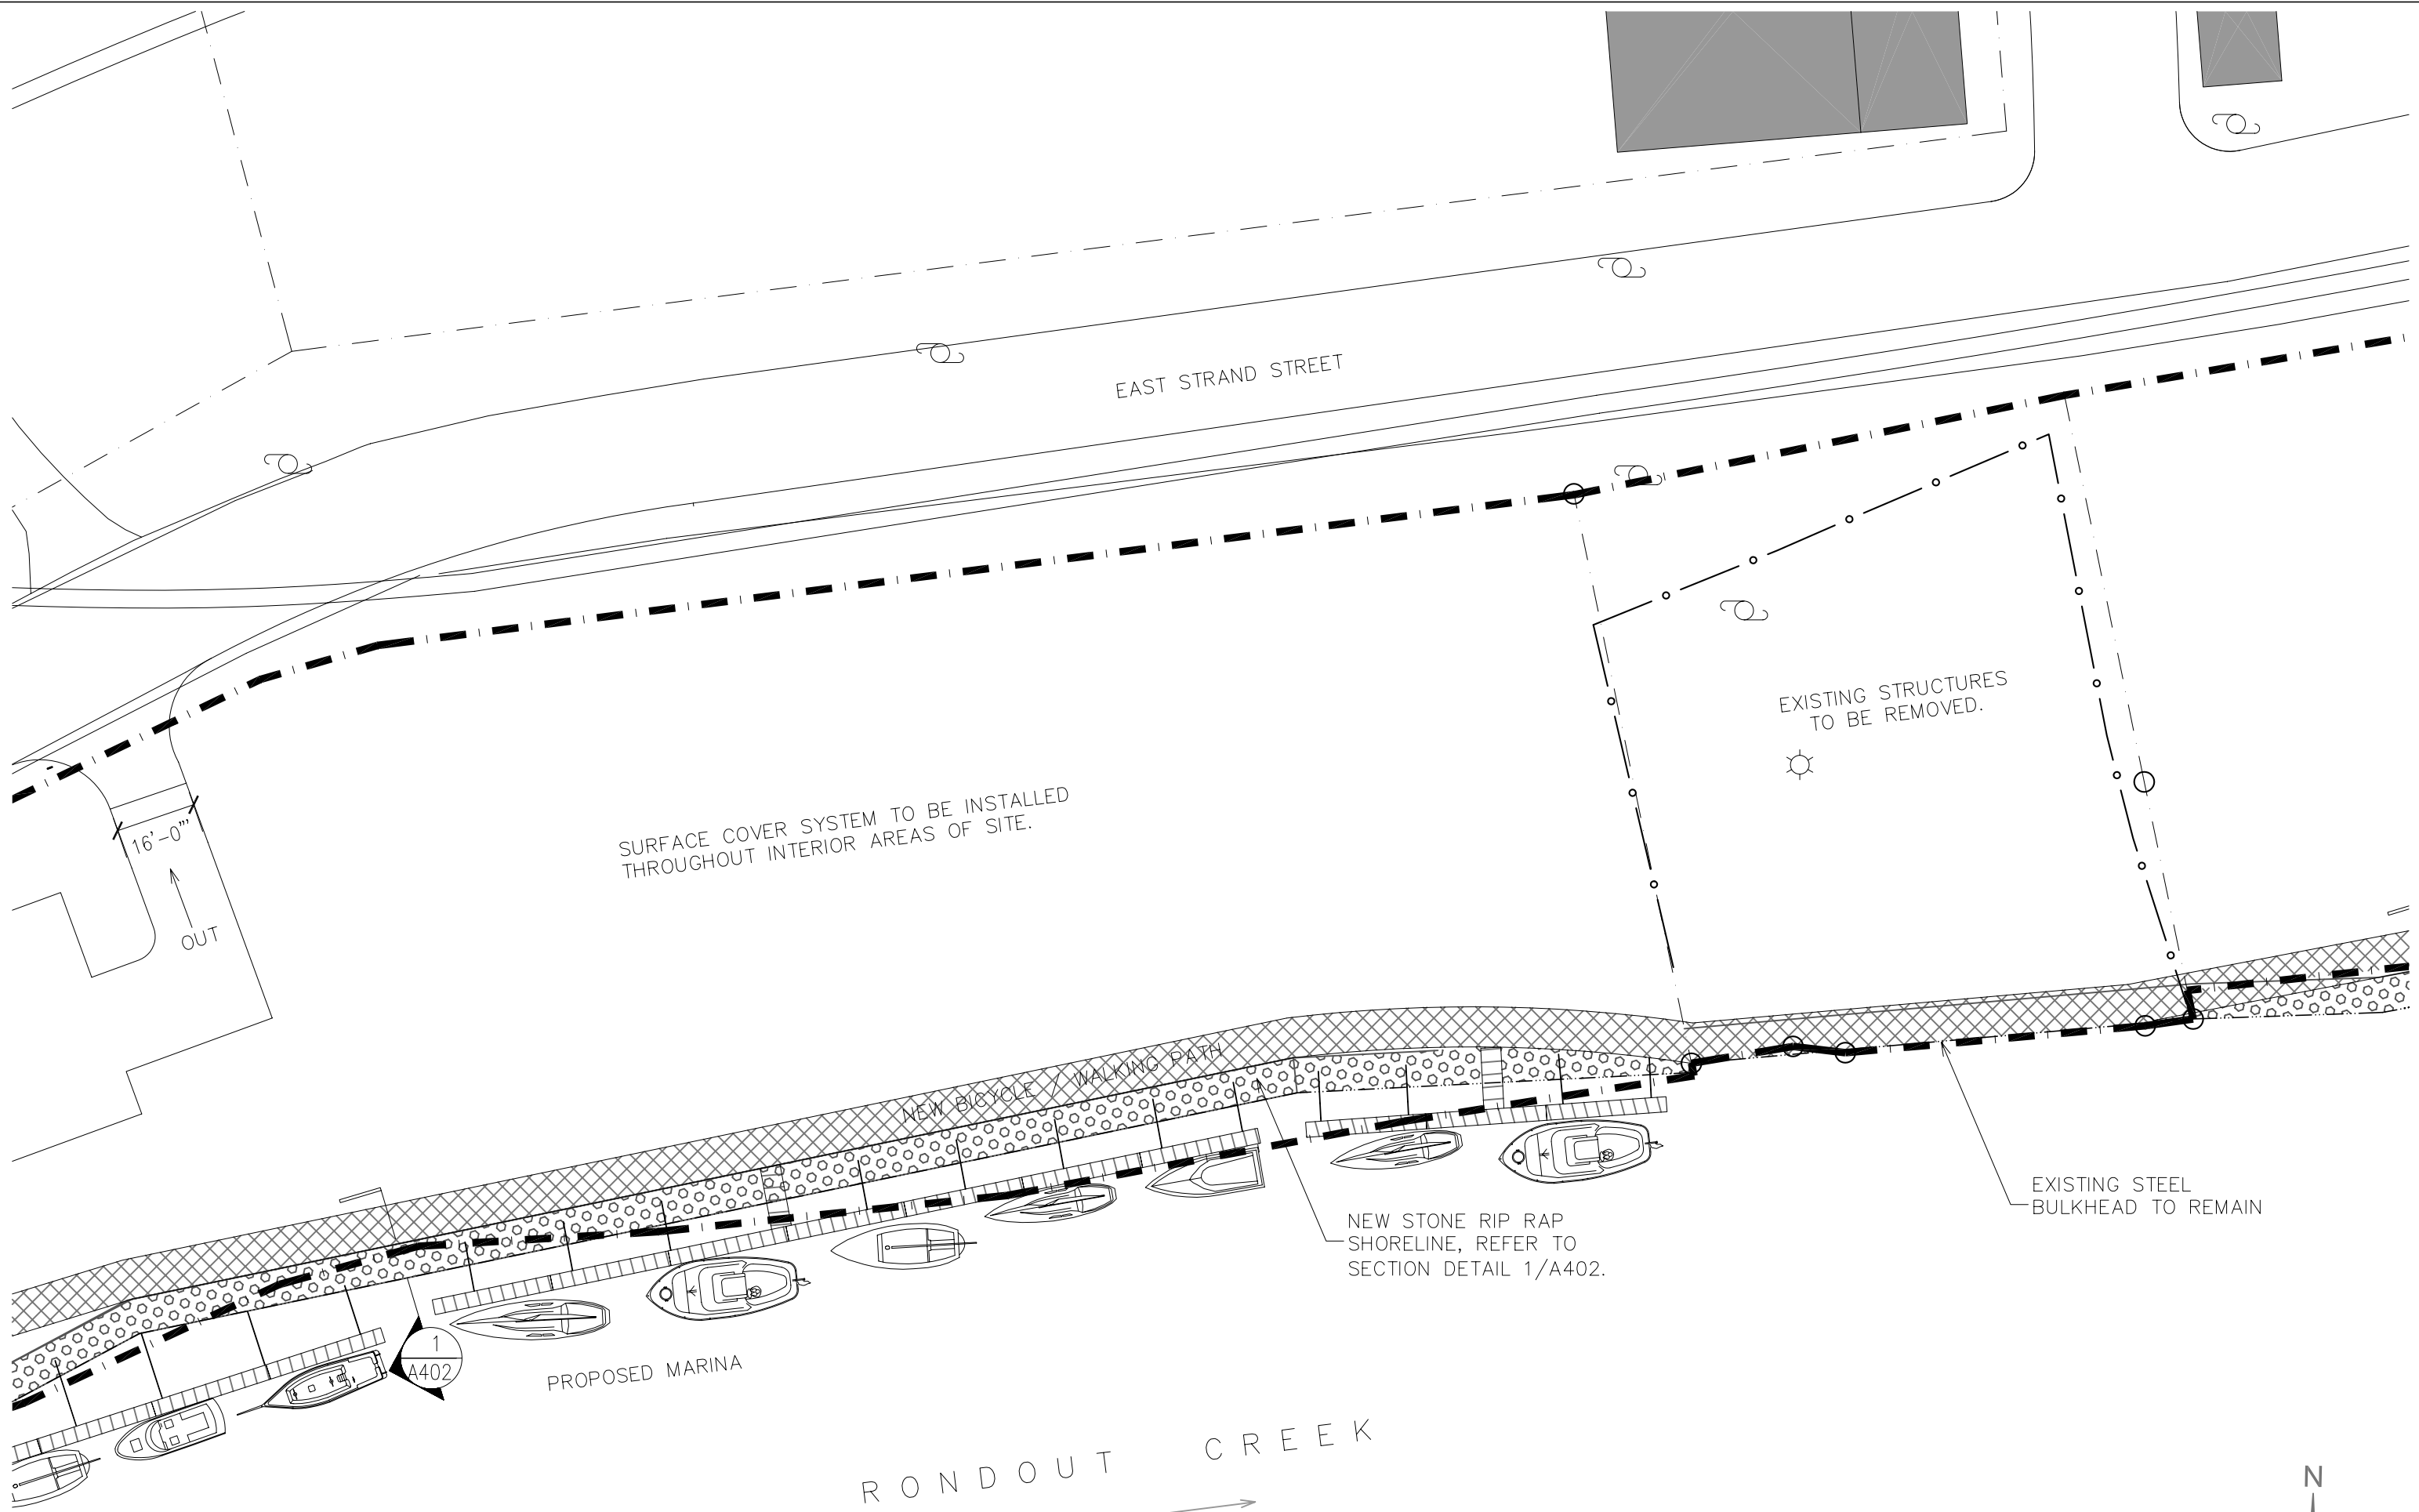 EAST STRAND STREET
EXISTING STRUCTURES
TO BE REMOVED.
SURFACE COVER SYSTEM TO BE INSTALLED
THROUGHOUT INTERIOR AREAS OF SITE.
16'-0"'
OUT
NEW BICYCLE / WALKING PATH
EXISTING STEEL
BULKHEAD TO REMAIN
NEW STONE RIP RAP
SHORELINE, REFER TO
SECTION DETAIL 1/A402.
1
A402
PROPOSED MARINA
RONDOUT CREEK
N